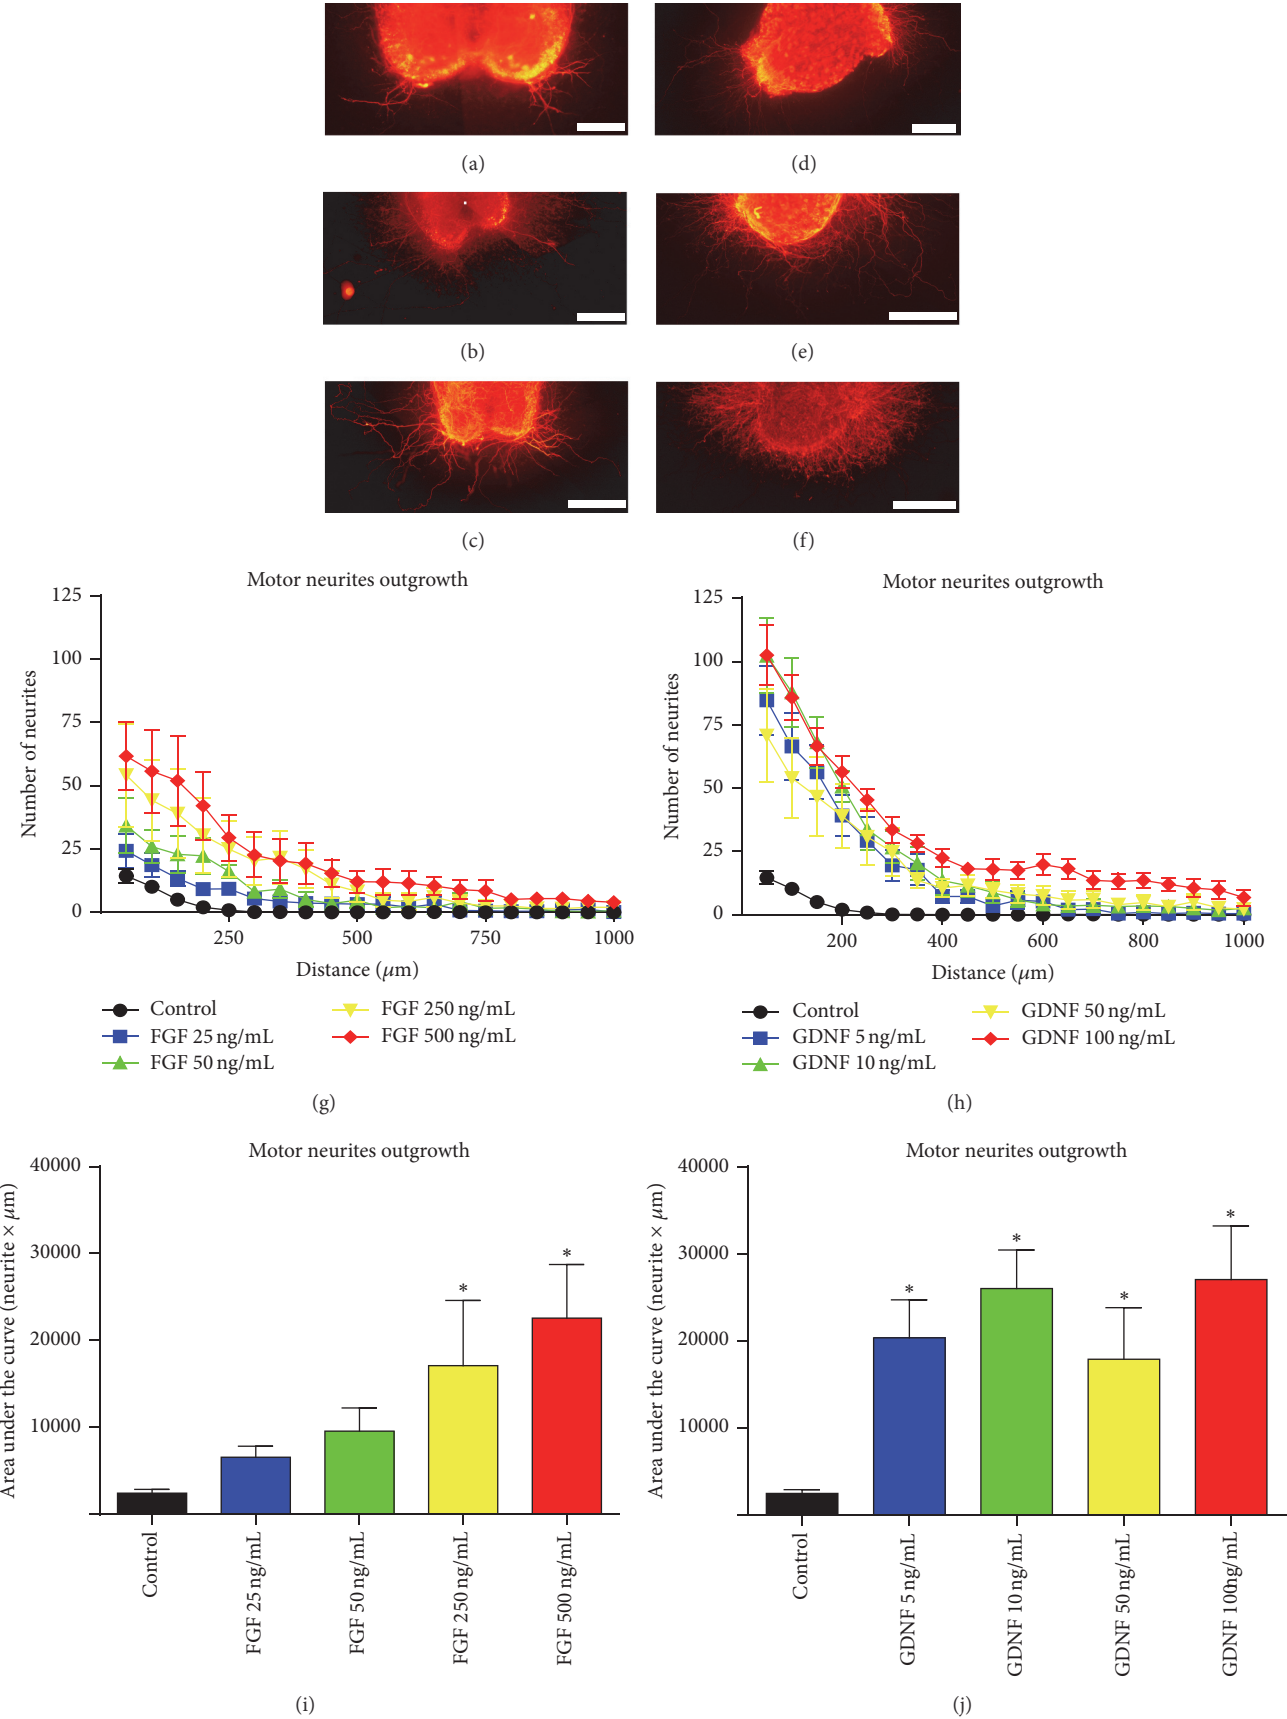 (a)
(d)
(b)
(e)
(c)
(f)
Motor neurites outgrowth
125
100
75
50
25
0
Number of neurites
250
500
750
1000
Distance (μm)
Control
FGF 25 ng/mL
FGF 50 ng/mL
FGF 250 ng/mL
FGF 500 ng/mL
(g)
Motor neurites outgrowth
125
100
75
50
25
0
Number of neurites
200
400
600
800
1000
Distance (μm)
Control
GDNF 5 ng/mL
GDNF 10 ng/mL
GDNF 50 ng/mL
GDNF 100 ng/mL
(h)
Motor neurites outgrowth
40000
30000
20000
10000
Area under the curve (neurite × μm)
*
*
Control
FGF 25 ng/mL
FGF 50 ng/mL
FGF 250 ng/mL
FGF 500 ng/mL
(i)
Motor neurites outgrowth
40000
30000
20000
10000
Area under the curve (neurite × μm)
*
*
*
*
Control
GDNF 5 ng/mL
GDNF 10 ng/mL
GDNF 50 ng/mL
GDNF 100ng/mL
(j)